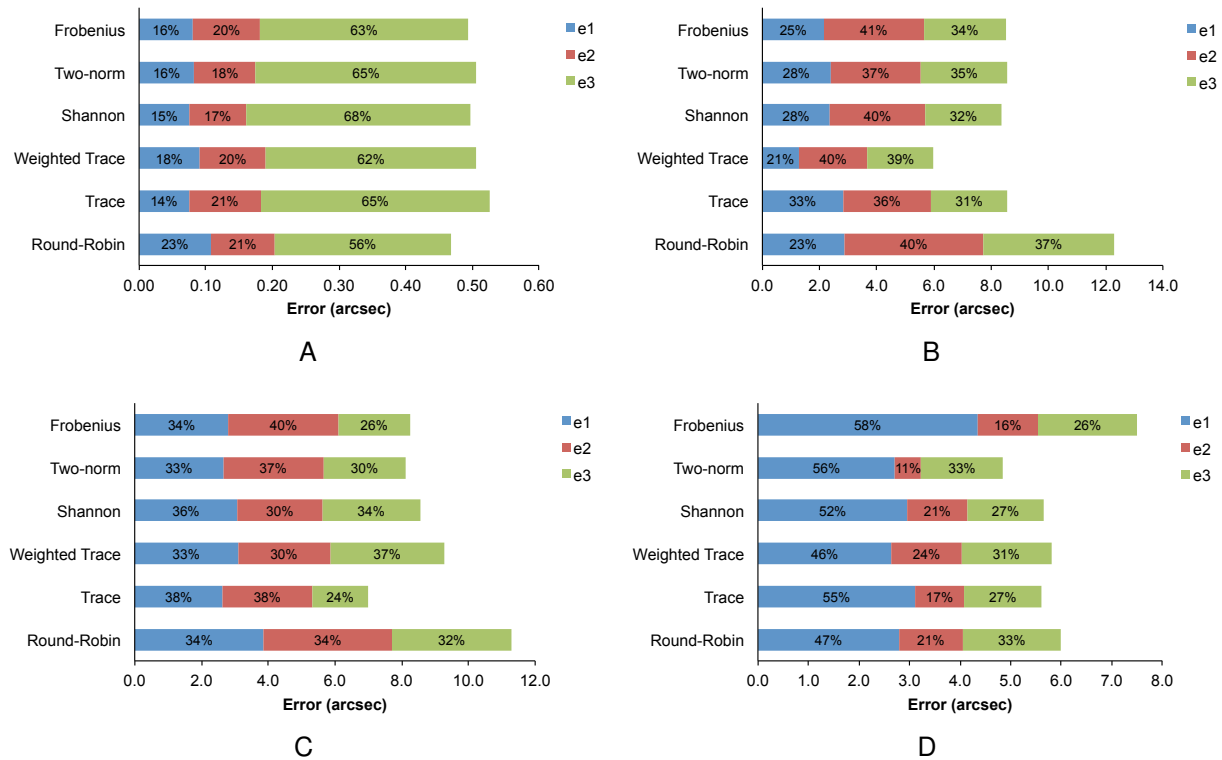 Frobenius 16% 20% 63%
Two-norm 16% 18% 65%
Shannon 15% 17% 68%
Weighted Trace 18% 20% 62%
Trace 14% 21% 65%
Round-Robin 23% 21% 56%
0.00 0.10 0.20 0.30 0.40 0.50 0.60
Error (arcsec)
e1
e2
e3
A
Frobenius 25% 41% 34%
Two-norm 28% 37% 35%
Shannon 28% 40% 32%
Weighted Trace 21% 40% 39%
Trace 33% 36% 31%
Round-Robin 23% 40% 37%
0.0 2.0 4.0 6.0 8.0 10.0 12.0 14.0
Error (arcsec)
e1
e2
e3
B
Frobenius 34% 40% 26%
Two-norm 33% 37% 30%
Shannon 36% 30% 34%
Weighted Trace 33% 30% 37%
Trace 38% 38% 24%
Round-Robin 34% 34% 32%
0.0 2.0 4.0 6.0 8.0 10.0 12.0
Error (arcsec)
e1
e2
e3
C
Frobenius 58% 16% 26%
Two-norm 56% 11% 33%
Shannon 52% 21% 27%
Weighted Trace 46% 24% 31%
Trace 55% 17% 27%
Round-Robin 47% 21% 33%
0.0 1.0 2.0 3.0 4.0 5.0 6.0 7.0 8.0
Error (arcsec)
e1
e2
e3
D